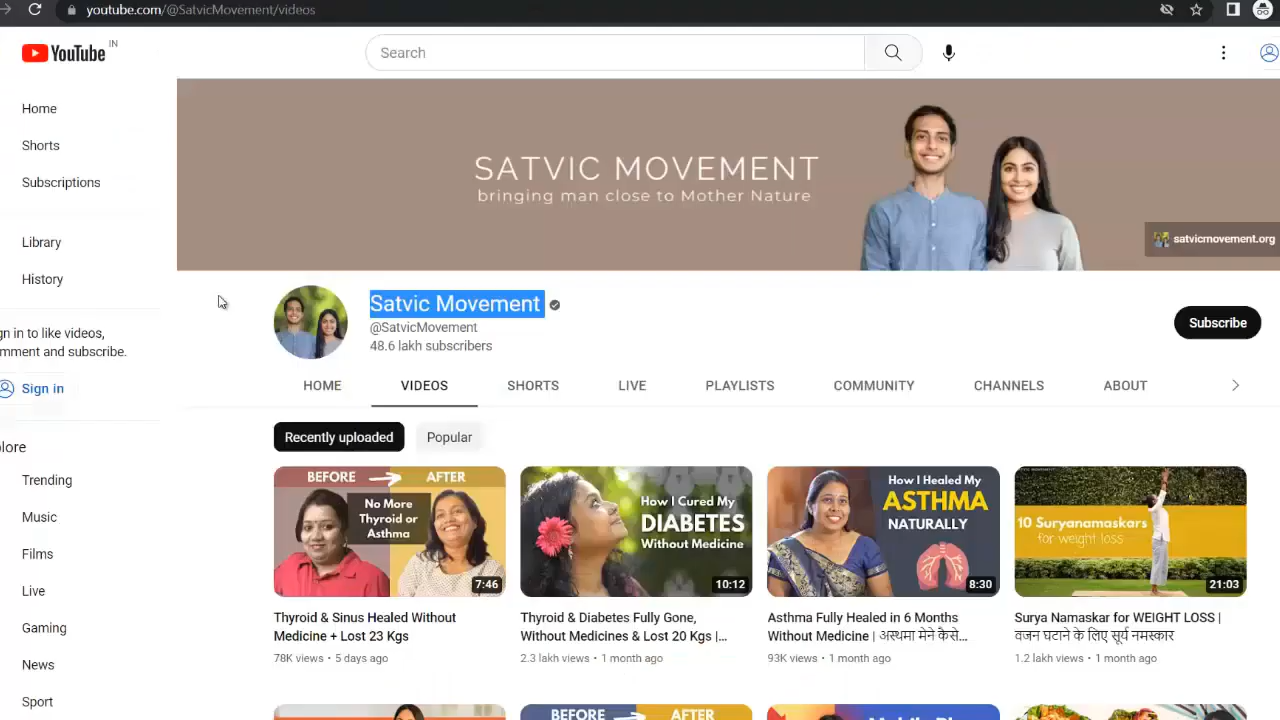 youtube.com/@SatvicMovement/videos
YouTube IN
Search
Home
Shorts
Subscriptions
Library
History
gn in to like videos,
mment and subscribe.
Sign in
lore
Trending
Music
Films
Live
Gaming
News
Sport
SATVIC MOVEMENT
bringing man close to Mother Nature
satvicmovement.org
Satvic Movement
@SatvicMovement
48.6 lakh subscribers
Subscribe
HOME VIDEOS SHORTS LIVE PLAYLISTS COMMUNITY CHANNELS ABOUT
Recently uploaded Popular
BEFORE AFTER
No More
Thyroid or
Asthma
7:46
Thyroid & Sinus Healed Without
Medicine + Lost 23 Kgs
78K views • 5 days ago
How I Cured My
DIABETES
Without Medicine
10:12
Thyroid & Diabetes Fully Gone,
Without Medicines & Lost 20 Kgs |...
2.3 lakh views • 1 month ago
How I Healed My
ASTHMA
NATURALLY
8:30
Asthma Fully Healed in 6 Months
Without Medicine | अस्थमा मेने कैसे...
93K views • 1 month ago
10 Suryanamaskars
for weight loss
21:03
Surya Namaskar for WEIGHT LOSS |
वजन घटाने के लिए सूर्य नमस्कार
1.2 lakh views • 1 month ago
BEFORE AFTER